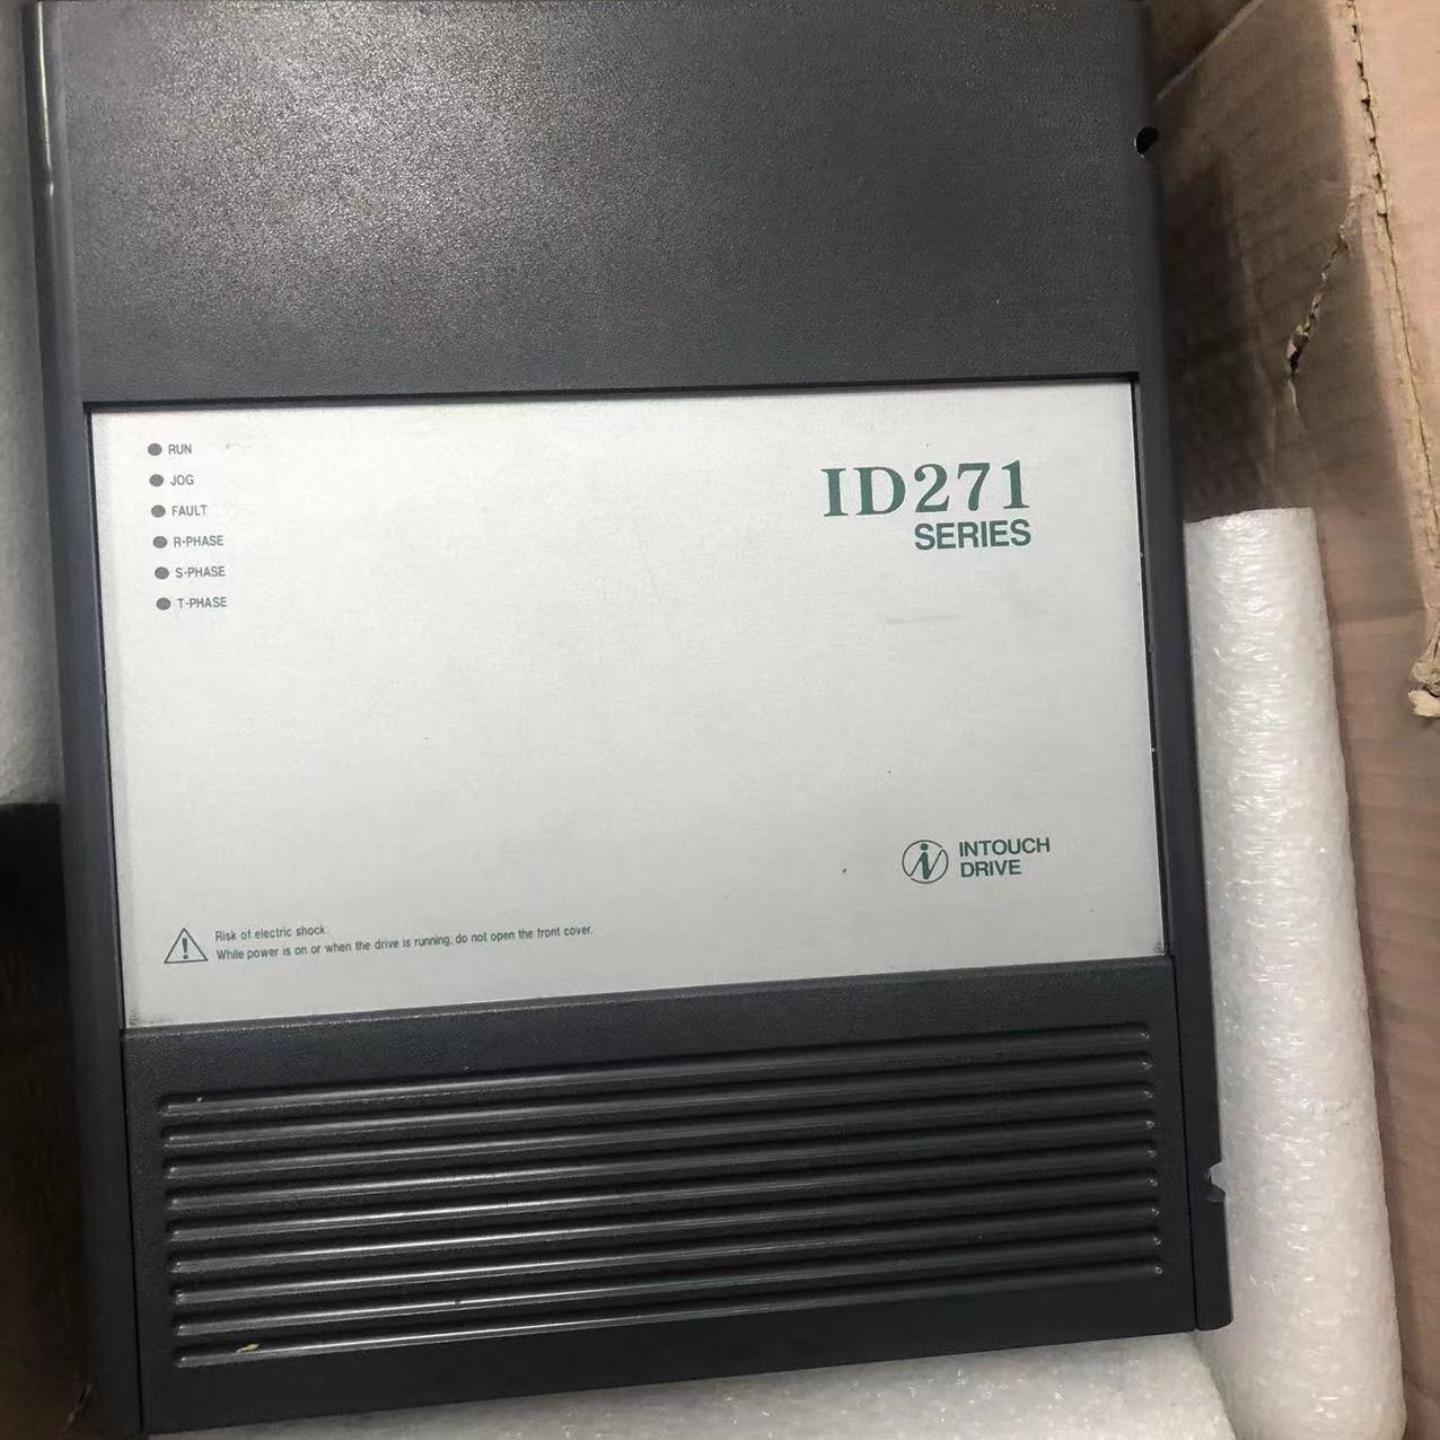 RUN
JOG
FAULT
R-PHASE
S-PHASE
T-PHASE
ID271
SERIES
INTOUCH
DRIVE
Risk of electric shock.
While power is on or when the drive is running, do not open the front cover.